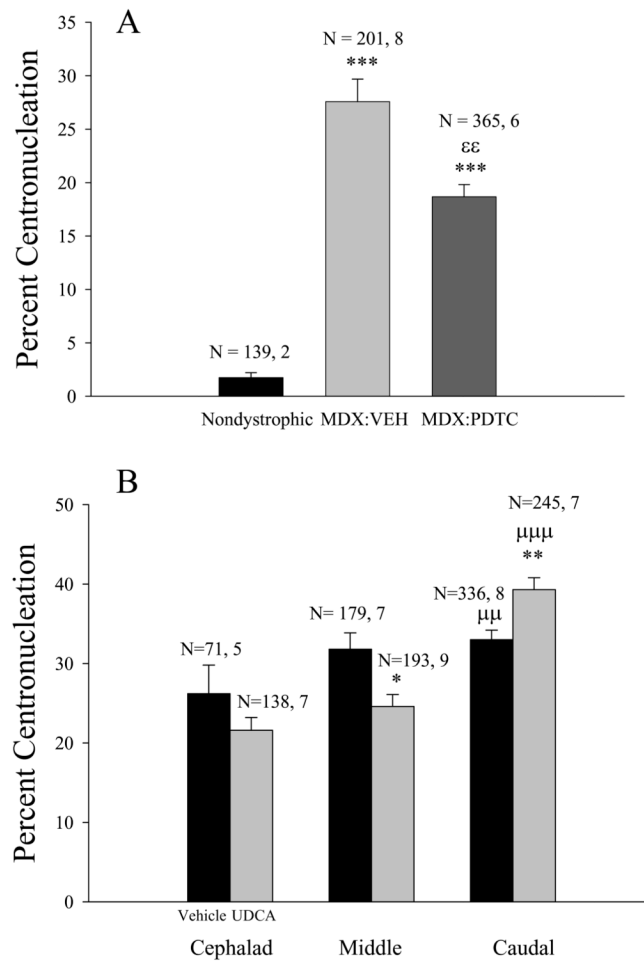 A
Percent Centronucleation
35
30
25
20
15
10
5
0
N = 201, 8
***
N = 365, 6
εε
***
N = 139, 2
Nondystrophic MDX:VEH MDX:PDTC
B
Percent Centronucleation
50
40
30
20
10
0
N=245, 7
μμμ
**
N=336, 8
μμ
N= 179, 7
N=193, 9
*
N=71, 5
N=138, 7
Vehicle UDCA
Cephalad Middle Caudal